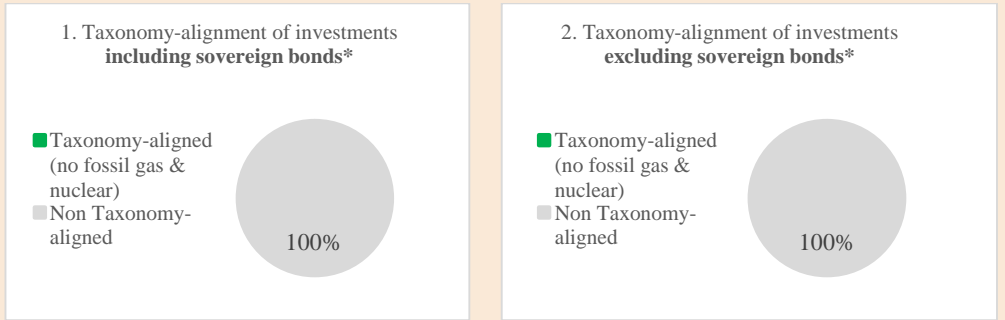 1. Taxonomy-alignment of investments
including sovereign bonds*
Taxonomy-aligned
(no fossil gas &
nuclear)
Non Taxonomy-
aligned
100%
2. Taxonomy-alignment of investments
excluding sovereign bonds*
Taxonomy-aligned
(no fossil gas &
nuclear)
Non Taxonomy-
aligned
100%